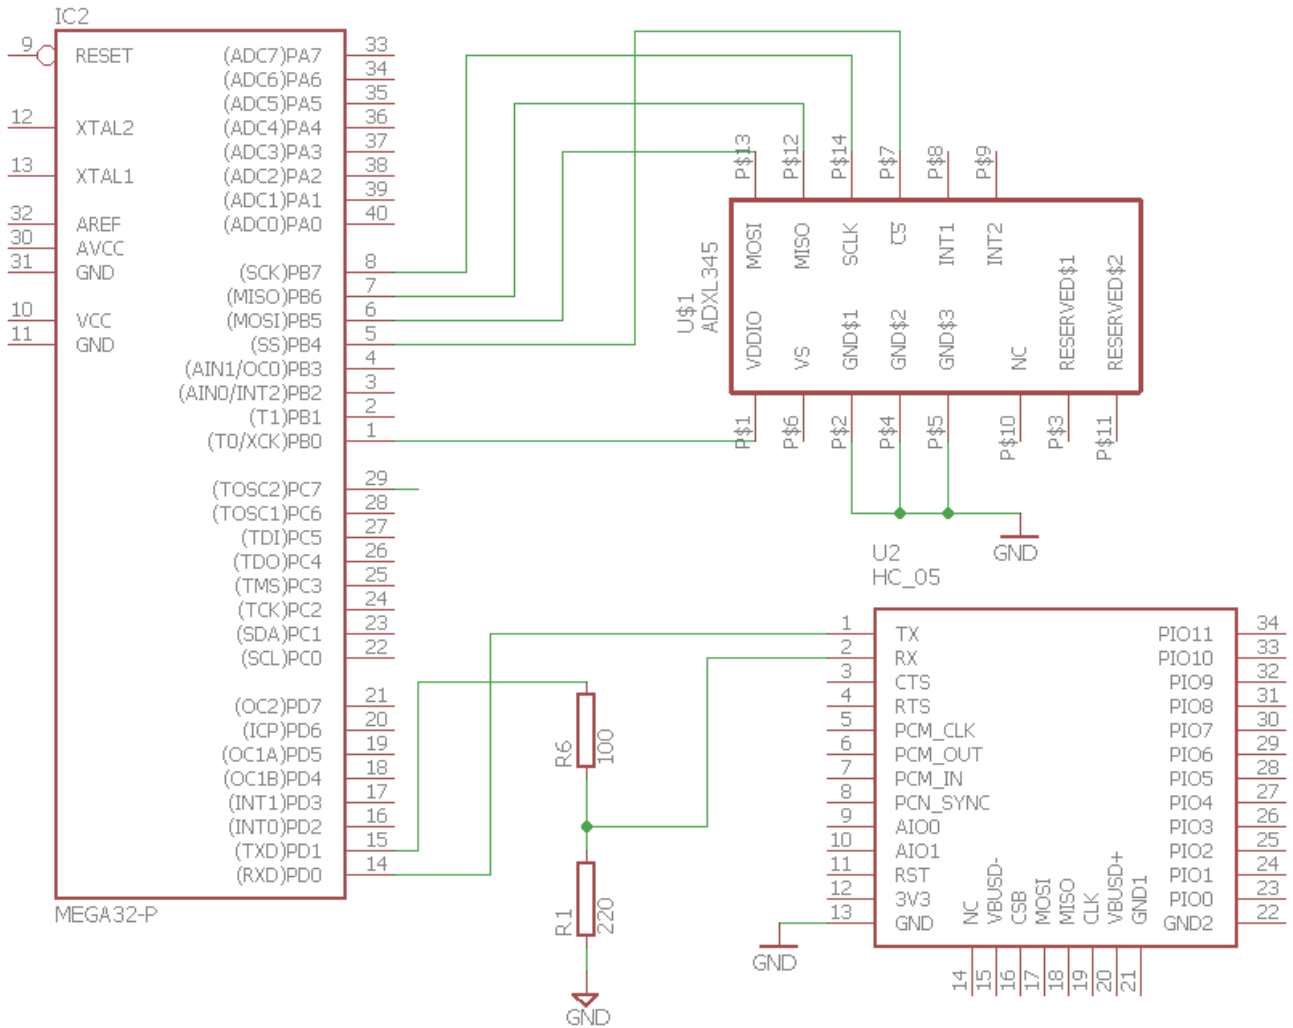 IC2
9 RESET (ADC7)PA7 33
(ADC6)PA6 34
(ADC5)PA5 35
12 XTAL2 (ADC4)PA4 36
(ADC3)PA3 37
13 XTAL1 (ADC2)PA2 38
(ADC1)PA1 39
32 AREF (ADC0)PA0 40
30 AVCC
31 GND (SCK)PB7 8
(MISO)PB6 7
10 VCC (MOSI)PB5 6
11 GND (SS)PB4 5
(AIN1/OC0)PB3 4
(AIN0/INT2)PB2 3
(T1)PB1 2
(T0/XCK)PB0 1
(TOSC2)PC7 29
(TOSC1)PC6 28
(TDI)PC5 27
(TDO)PC4 26
(TMS)PC3 25
(TCK)PC2 24
(SDA)PC1 23
(SCL)PC0 22
(OC2)PD7 21
(ICP)PD6 20
(OC1A)PD5 19
(OC1B)PD4 18
(INT1)PD3 17
(INT0)PD2 16
(TXD)PD1 15
(RXD)PD0 14
MEGA32-P
P$13 P$12 P$14 P$7 P$8 P$9
MOSI MISO SCLK CS INT1 INT2
U$1
ADXL345
VDDIO VS GND$1 GND$2 GND$3 NC RESERVED$1 RESERVED$2
P$1 P$6 P$2 P$4 P$5 P$10 P$3 P$11
GND
R6
100
R1
220
GND
U2
HC_05
1 TX PIO11 34
2 RX PIO10 33
3 CTS PIO9 32
4 RTS PIO8 31
5 PCM_CLK PIO7 30
6 PCM_OUT PIO6 29
7 PCM_IN PIO5 28
8 PCN_SYNC PIO4 27
9 AIO0 PIO3 26
10 AIO1 PIO2 25
11 RST PIO1 24
12 3V3 PIO0 23
13 GND GND2 22
NC VBUSD- CSB MOSI MISO CLK VBUSD+ GND1
14 15 16 17 18 19 20 21
GND